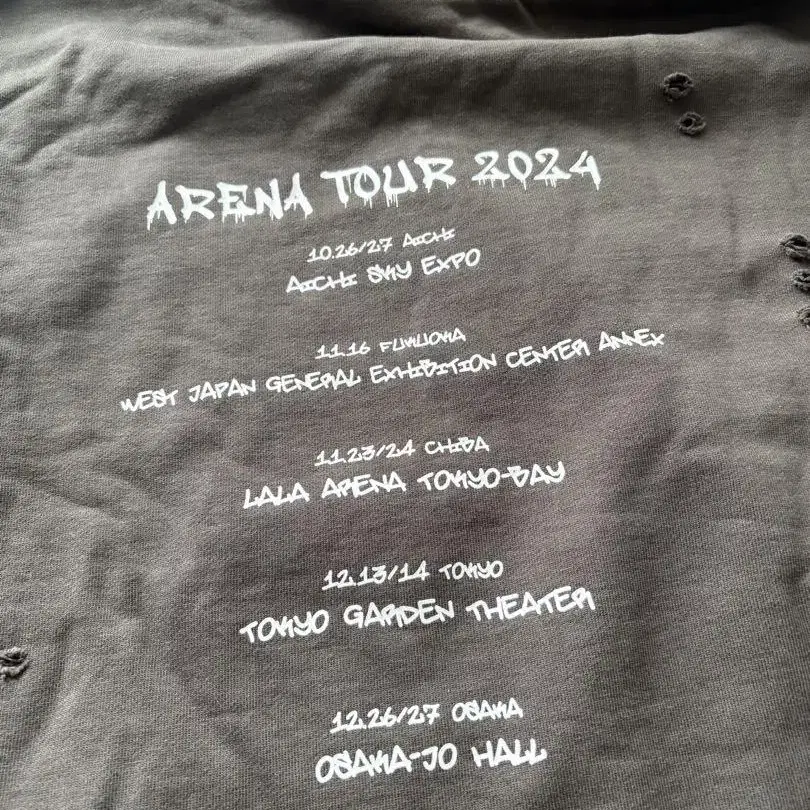 ARENA TOUR 2024
10.26/27 AICHI
AICHI SKY EXPO
11.16 FUKUOKA
WEST JAPAN GENERAL EXHIBITION CENTER ANNEX
11.23/24 CHIBA
LALA ARENA TOKYO-BAY
12.13/14 TOKYO
TOKYO GARDEN THEATER
12.26/27 OSAKA
OSAKA-JO HALL